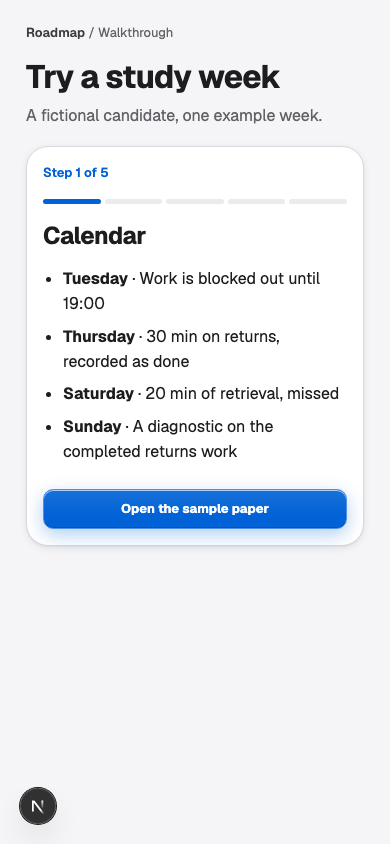 Roadmap / Walkthrough
Try a study week
A fictional candidate, one example week.
Step 1 of 5
Calendar
• Tuesday · Work is blocked out until
19:00
• Thursday · 30 min on returns,
recorded as done
• Saturday · 20 min of retrieval, missed
• Sunday · A diagnostic on the
completed returns work
Open the sample paper
N